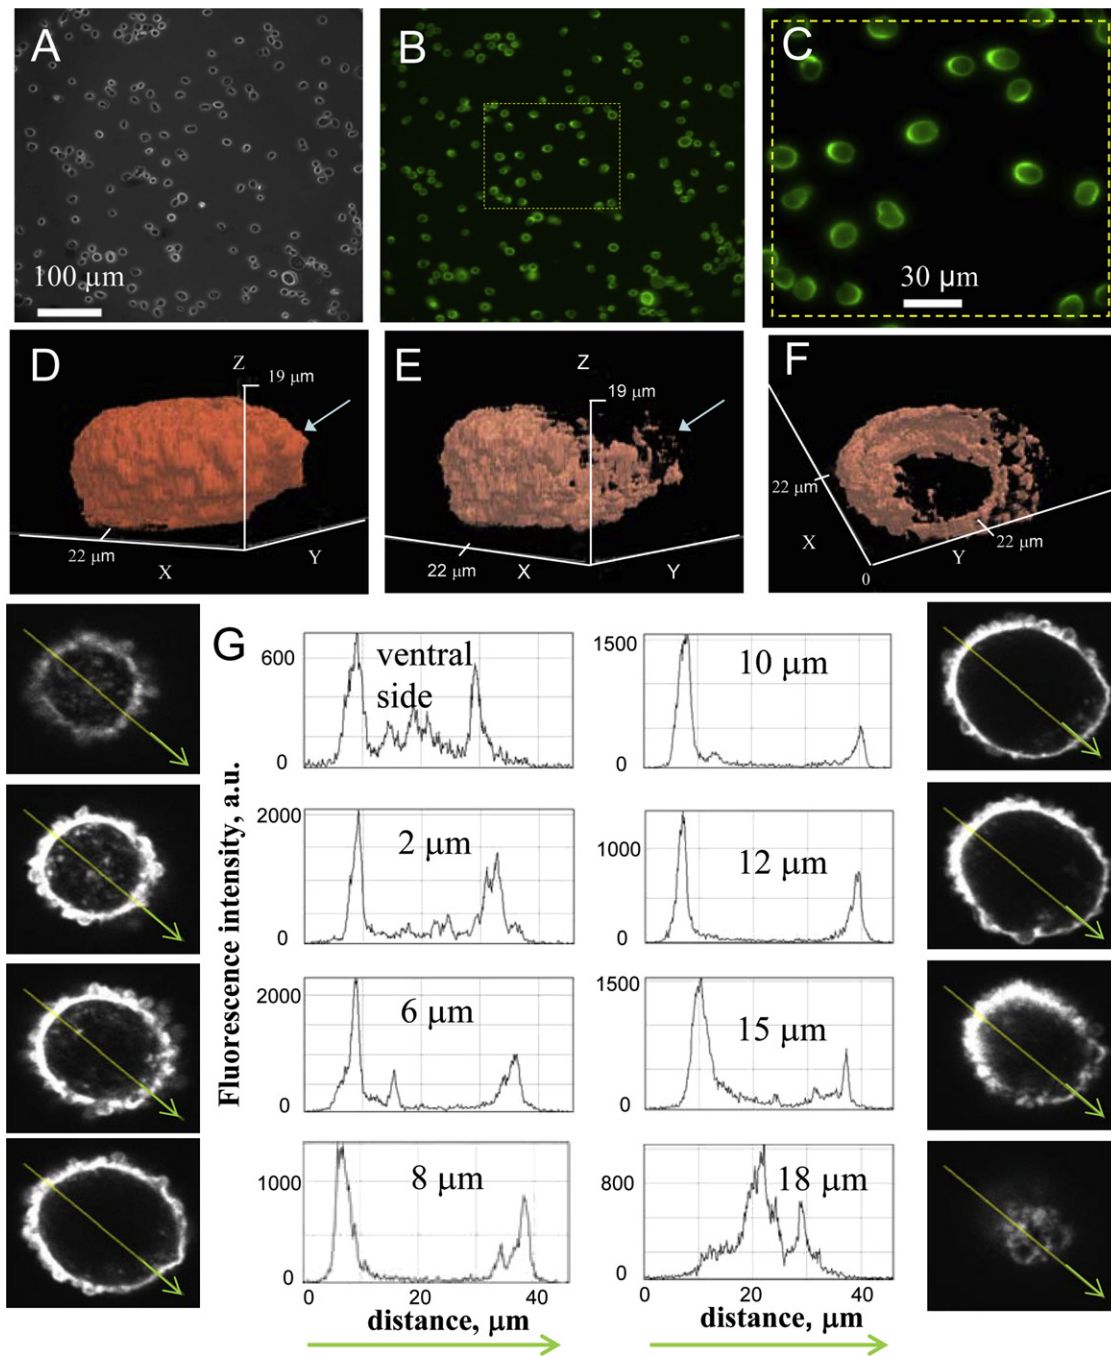 A
100 μm
B
C
30 μm
D
Z
19 μm
22 μm
X
Y
E
Z
19 μm
22 μm
X
Y
F
22 μm
X
0
Y
22 μm
G
Fluorescence intensity, a.u.
600
0
ventral
side
1500
0
10 μm
2000
0
2 μm
1000
0
12 μm
2000
0
6 μm
1500
0
15 μm
1000
0
8 μm
800
0
18 μm
0 20 40
distance, μm
0 20 40
distance, μm